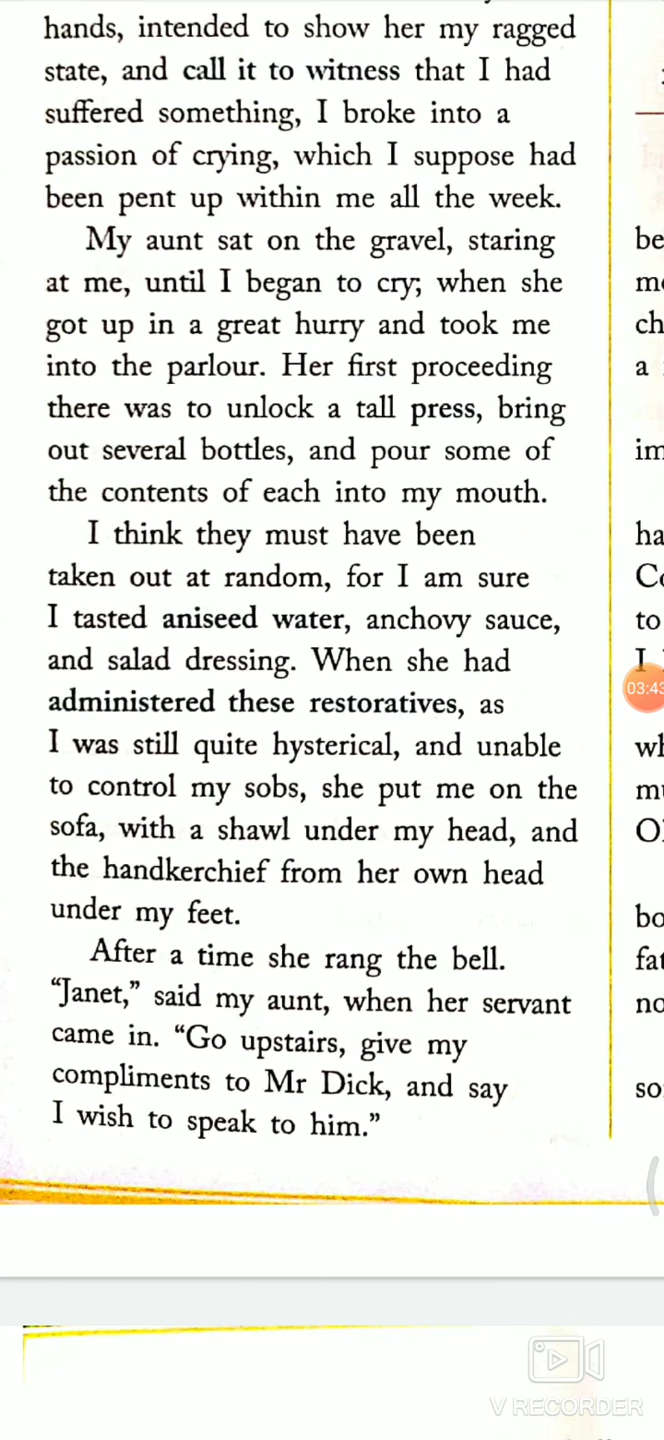 hands, intended to show her my ragged
state, and call it to witness that I had
suffered something, I broke into a
passion of crying, which I suppose had
been pent up within me all the week.
My aunt sat on the gravel, staring
at me, until I began to cry; when she
got up in a great hurry and took me
into the parlour. Her first proceeding
there was to unlock a tall press, bring
out several bottles, and pour some of
the contents of each into my mouth.
I think they must have been
taken out at random, for I am sure
I tasted aniseed water, anchovy sauce,
and salad dressing. When she had
administered these restoratives, as
I was still quite hysterical, and unable
to control my sobs, she put me on the
sofa, with a shawl under my head, and
the handkerchief from her own head
under my feet.
After a time she rang the bell.
“Janet,” said my aunt, when her servant
came in. “Go upstairs, give my
compliments to Mr Dick, and say
I wish to speak to him.”
be
ch
a
im
ha
to
I
03:43
bo
fat
no
so
V RECORDER